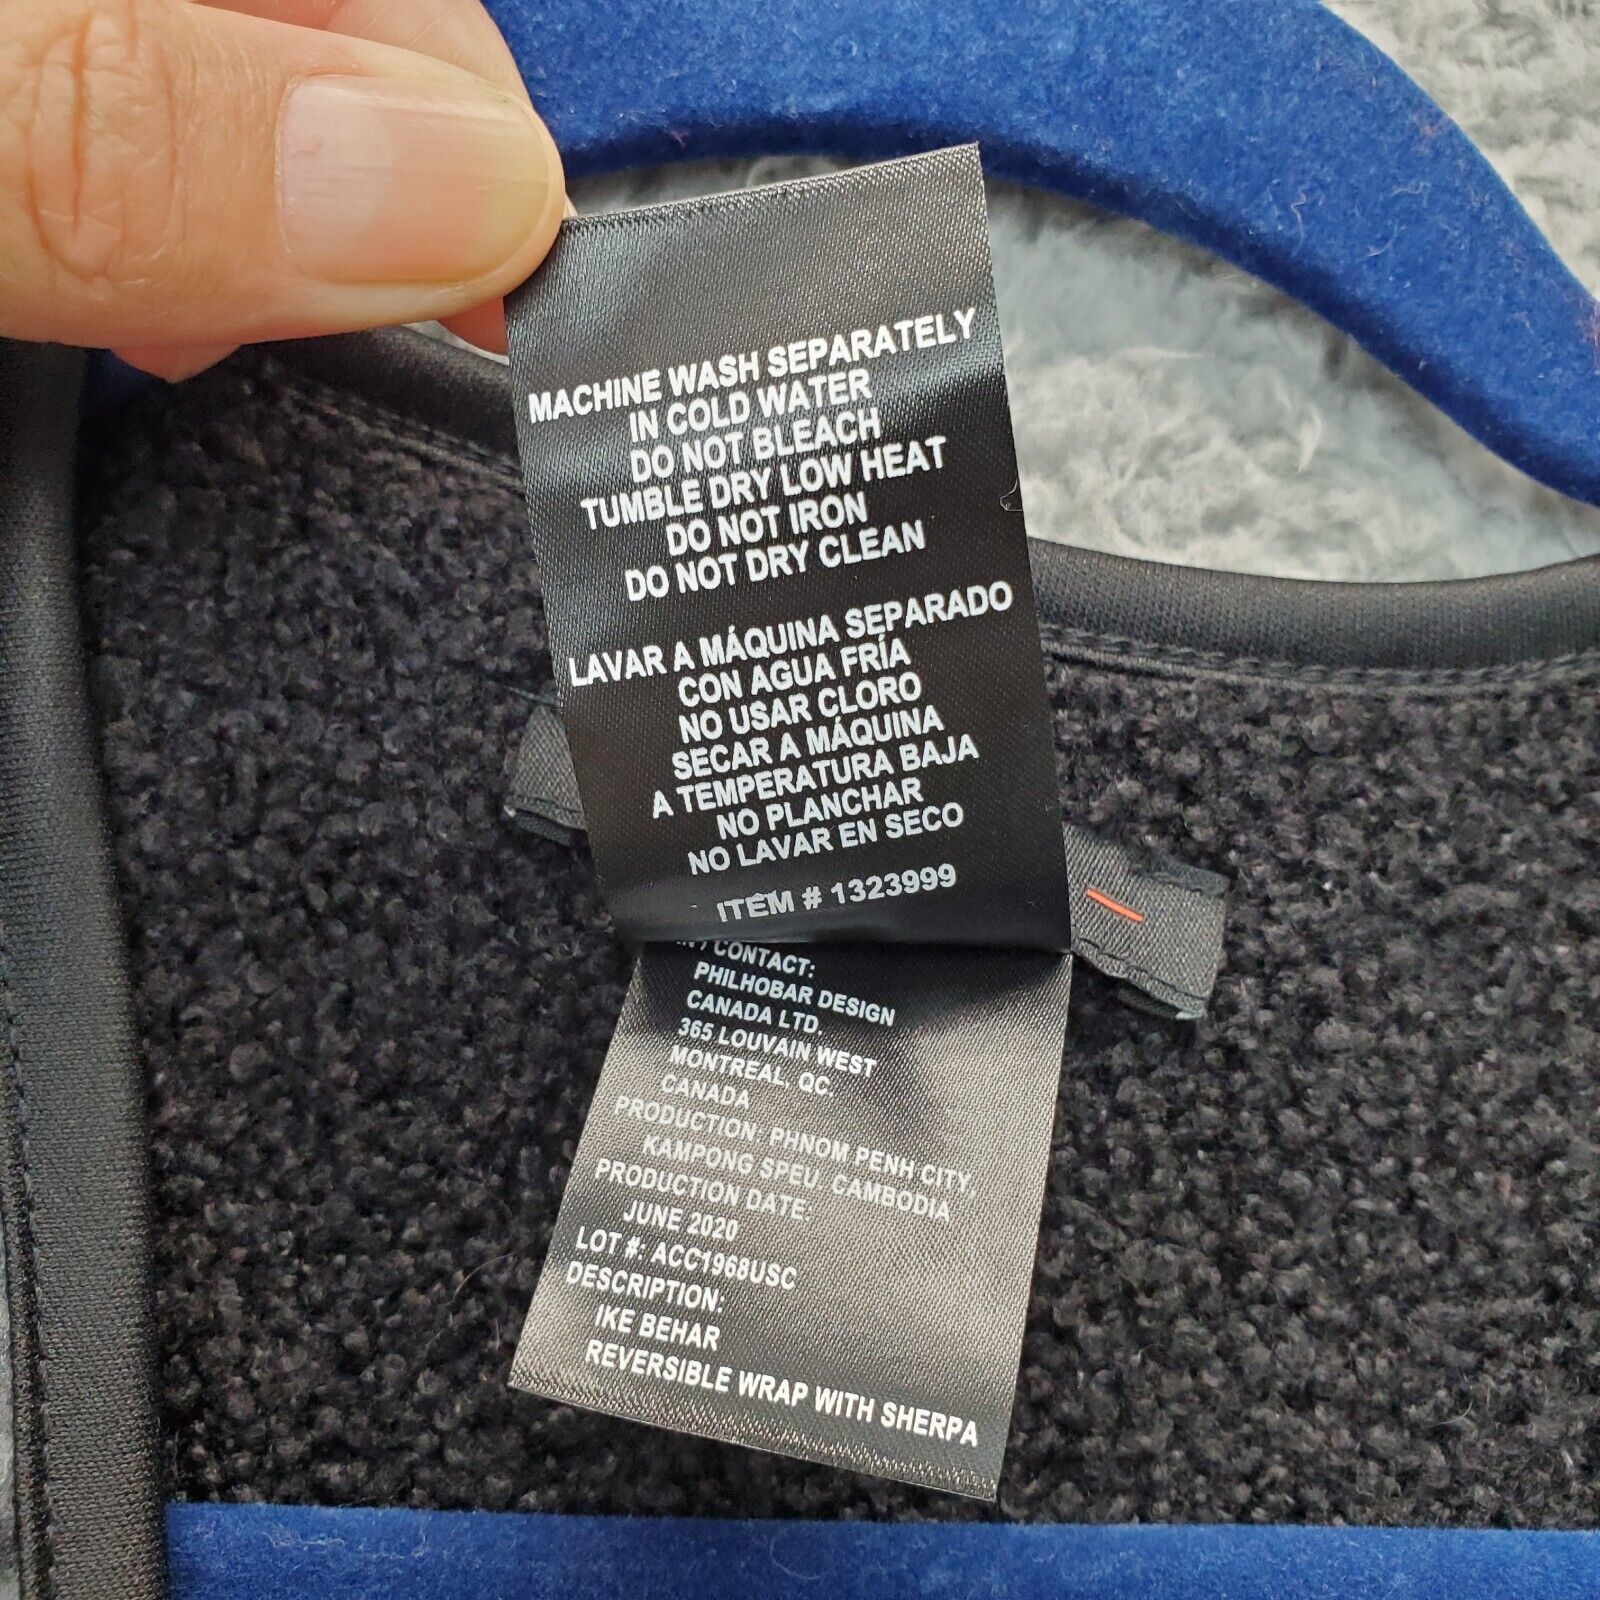 MACHINE WASH SEPARATELY
IN COLD WATER
DO NOT BLEACH
TUMBLE DRY LOW HEAT
DO NOT IRON
DO NOT DRY CLEAN
LAVAR A MÁQUINA SEPARADO
CON AGUA FRÍA
NO USAR CLORO
SECAR A MÁQUINA
A TEMPERATURA BAJA
NO PLANCHAR
NO LAVAR EN SECO
ITEM # 1323999
CONTACT:
PHILHOBAR DESIGN
CANADA LTD.
365 LOUVAIN WEST
MONTREAL, QC.
CANADA
PRODUCTION: PHNOM PENH CITY,
KAMPONG SPEU CAMBODIA
PRODUCTION DATE:
JUNE 2020
LOT #: ACC1968USC
DESCRIPTION:
IKE BEHAR
REVERSIBLE WRAP WITH SHERPA